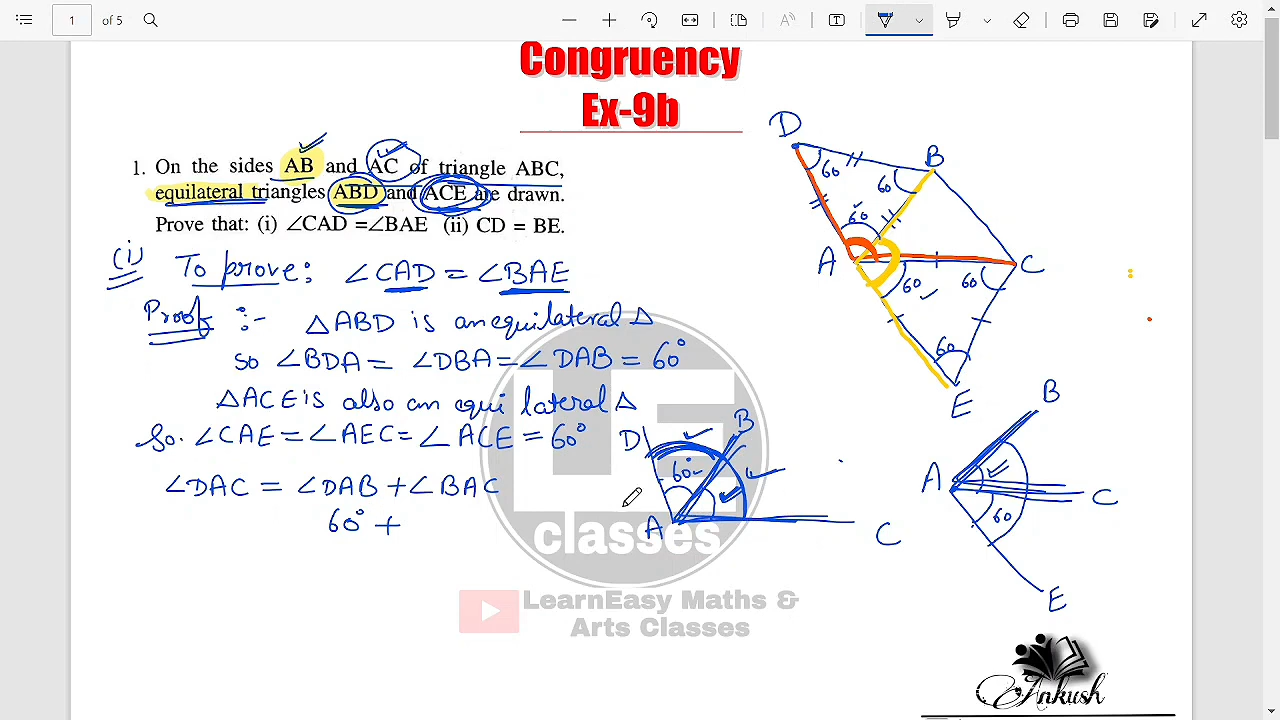 1
of 5
Congruency
Ex-9b
1. On the sides AB and AC of triangle ABC,
equilateral triangles ABD and ACE are drawn.
Prove that: (i) ∠CAD =∠BAE (ii) CD = BE.
(i) To prove: ∠CAD = ∠BAE
Proof :- △ABD is an equilateral △
so ∠BDA = ∠DBA = ∠DAB = 60°
△ACE is also an equi lateral △
So. ∠CAE = ∠AEC = ∠ACE = 60°
∠DAC = ∠DAB + ∠BAC
60° +
D
B
60
60
60
A
C
60
60
60
E
D
B
60°
A
C
B
A
C
60
E
LE
classes
LearnEasy Maths &
Arts Classes
Ankush